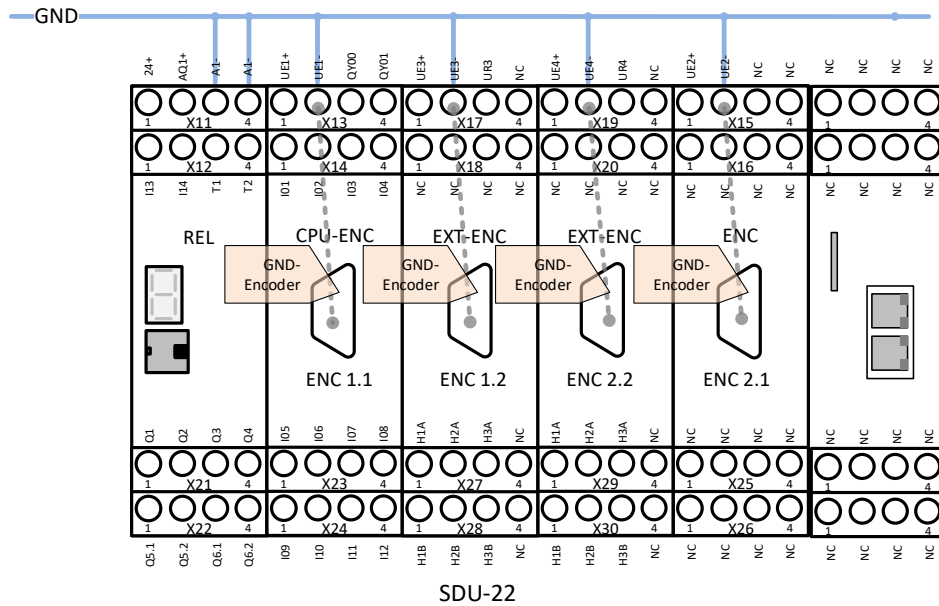 GND
24+ AQ1+ A1- A1- UE1+ UE1- QY00 QY01 UE3+ UE3- UR3 NC UE4+ UE4- UR4 NC UE2+ UE2- NC NC NC NC NC NC
1 X11 4 1 X13 4 1 X17 4 1 X19 4 1 X15 4 1 4
1 X12 4 1 X14 4 1 X18 4 1 X20 4 1 X16 4 1 4
I13 I14 T1 T2 I01 I02 I03 I04 NC NC NC NC NC NC NC NC NC NC NC NC NC NC NC NC
REL CPU-ENC EXT-ENC EXT-ENC ENC
GND- GND- GND- GND-
Encoder Encoder Encoder Encoder
ENC 1.1 ENC 1.2 ENC 2.2 ENC 2.1
Q1 Q2 Q3 Q4 I05 I06 I07 I08 H1A H2A H3A NC H1A H2A H3A NC NC NC NC NC NC NC NC NC
1 X21 4 1 X23 4 1 X27 4 1 X29 4 1 X25 4 1 4
1 X22 4 1 X24 4 1 X28 4 1 X30 4 1 X26 4 1 4
Q5.1 Q5.2 Q6.1 Q6.2 I09 I10 I11 I12 H1B H2B H3B NC H1B H2B H3B NC NC NC NC NC NC NC NC NC
SDU-22